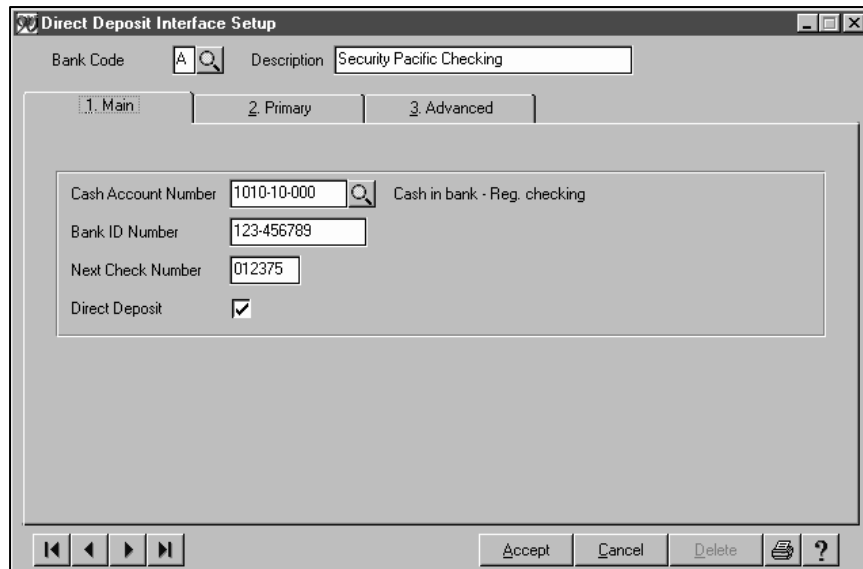 Direct Deposit Interface Setup
Bank Code A Description Security Pacific Checking
1. Main 2. Primary 3. Advanced
Cash Account Number 1010-10-000 Cash in bank - Reg. checking
Bank ID Number 123-456789
Next Check Number 012375
Direct Deposit
Accept Cancel Delete ?